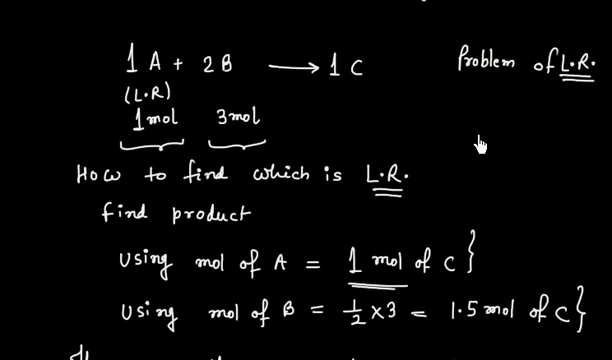 1 A + 2 B ⟶ 1 C Problem of L.R.
(L.R)
1 mol 3 mol
How to find which is L.R.
find product
Using mol of A = 1 mol of C }
Using mol of B = 1/2 × 3 = 1.5 mol of C }